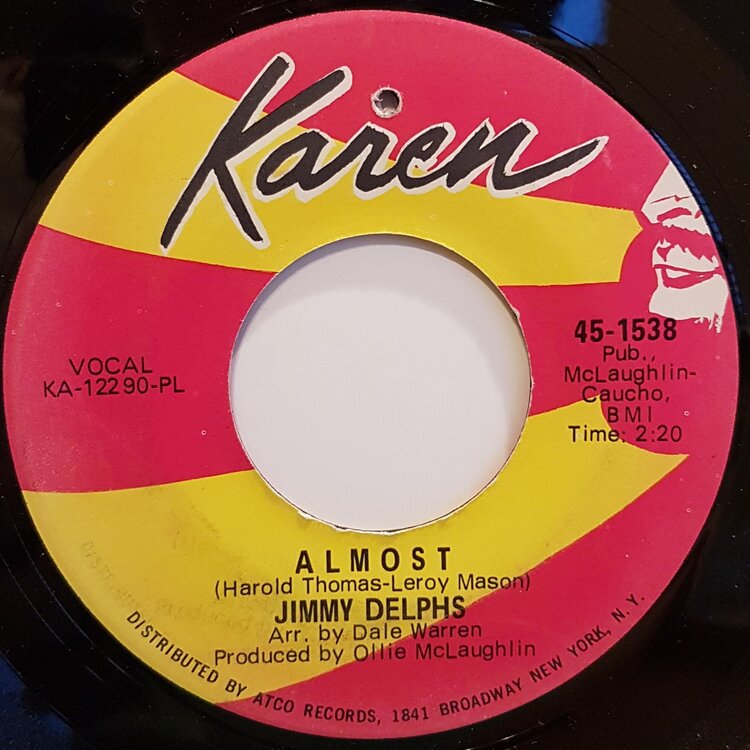 Karen
VOCAL
KA-12290-PL
45-1538
Pub.,
McLaughlin-
Caucho,
BMI
Time: 2:20
ALMOST
(Harold Thomas-Leroy Mason)
JIMMY DELPHS
Arr. by Dale Warren
Produced by Ollie McLaughlin
DISTRIBUTED BY ATCO RECORDS, 1841 BROADWAY NEW YORK, N.Y.